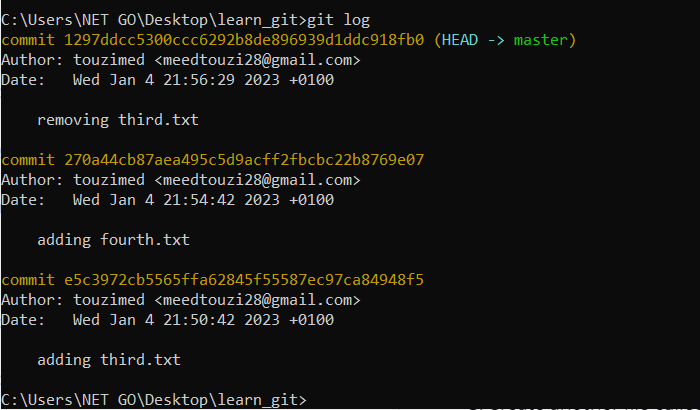 C:\Users\NET GO\Desktop\learn_git>git log
commit 1297ddcc5300ccc6292b8de896939d1ddc918fb0 (HEAD -> master)
Author: touzimed <meedtouzi28@gmail.com>
Date:   Wed Jan 4 21:56:29 2023 +0100
removing third.txt
commit 270a44cb87aea495c5d9acff2fbcbc22b8769e07
Author: touzimed <meedtouzi28@gmail.com>
Date:   Wed Jan 4 21:54:42 2023 +0100
adding fourth.txt
commit e5c3972cb5565ffa62845f55587ec97ca84948f5
Author: touzimed <meedtouzi28@gmail.com>
Date:   Wed Jan 4 21:50:42 2023 +0100
adding third.txt
C:\Users\NET GO\Desktop\learn_git>